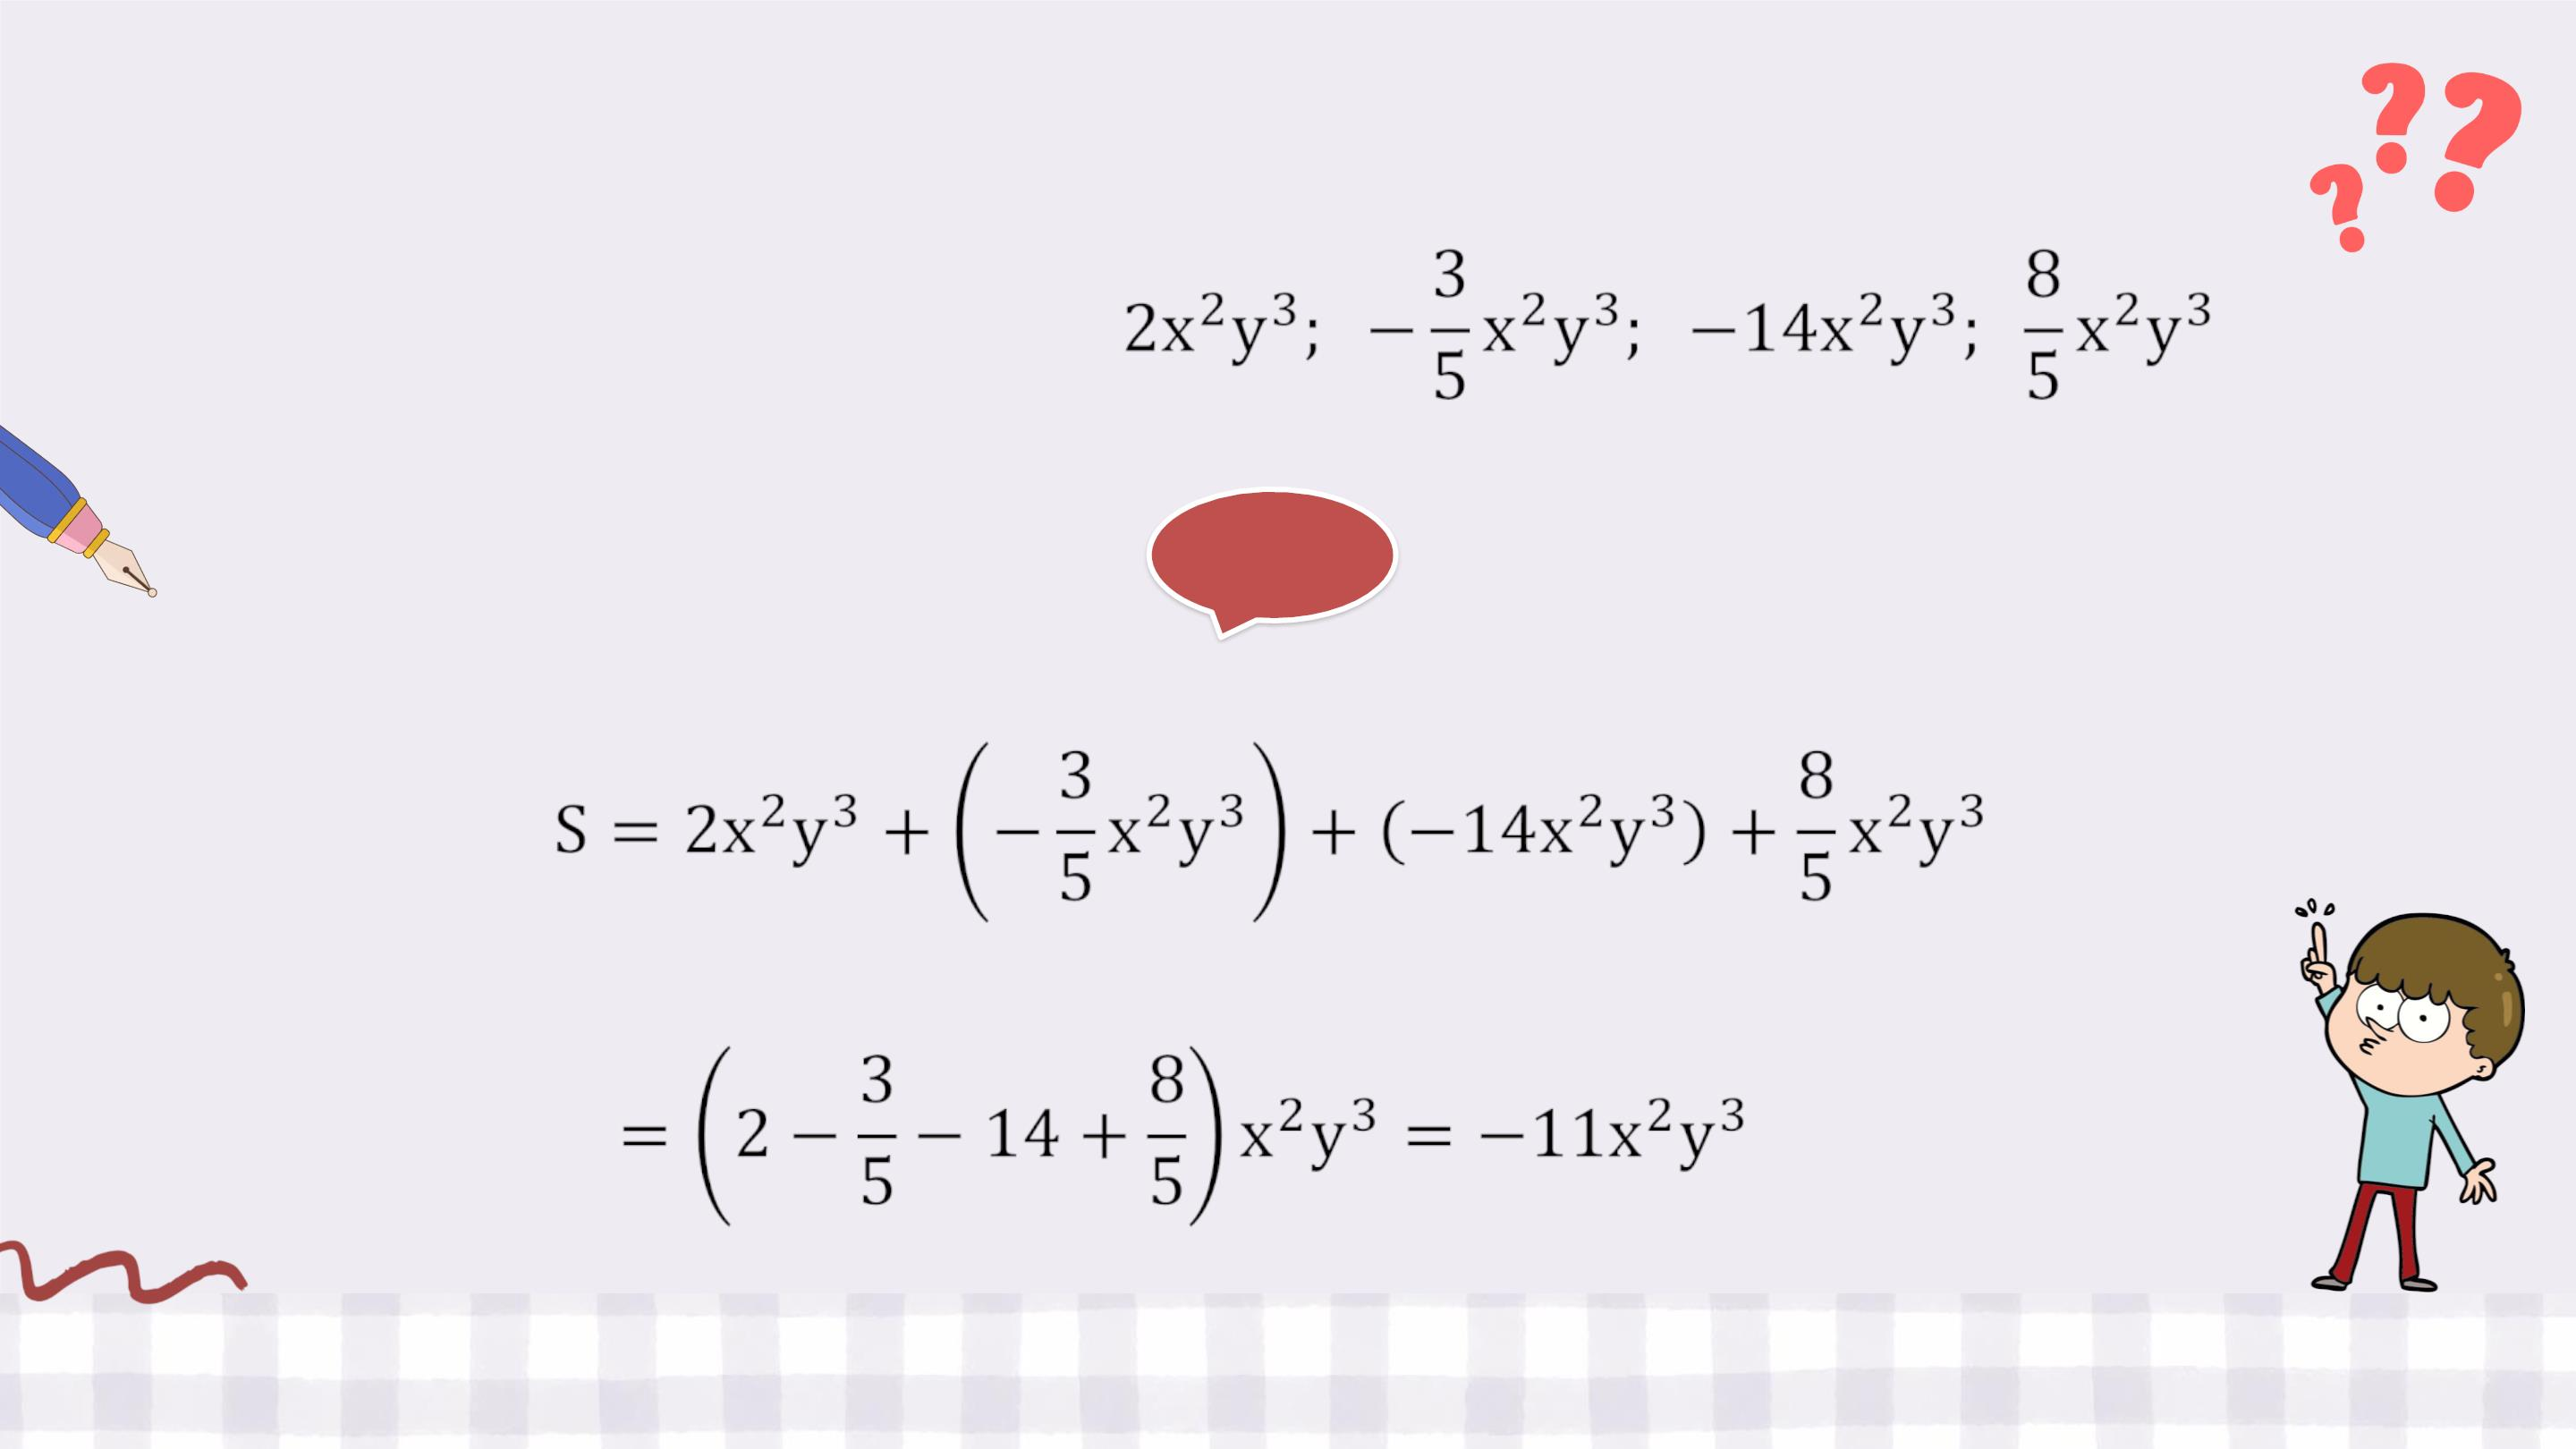 2x²y³; −3/5x²y³; −14x²y³; 8/5x²y³
S = 2x²y³ + (−3/5x²y³) + (−14x²y³) + 8/5x²y³
= (2 − 3/5 − 14 + 8/5) x²y³ = −11x²y³